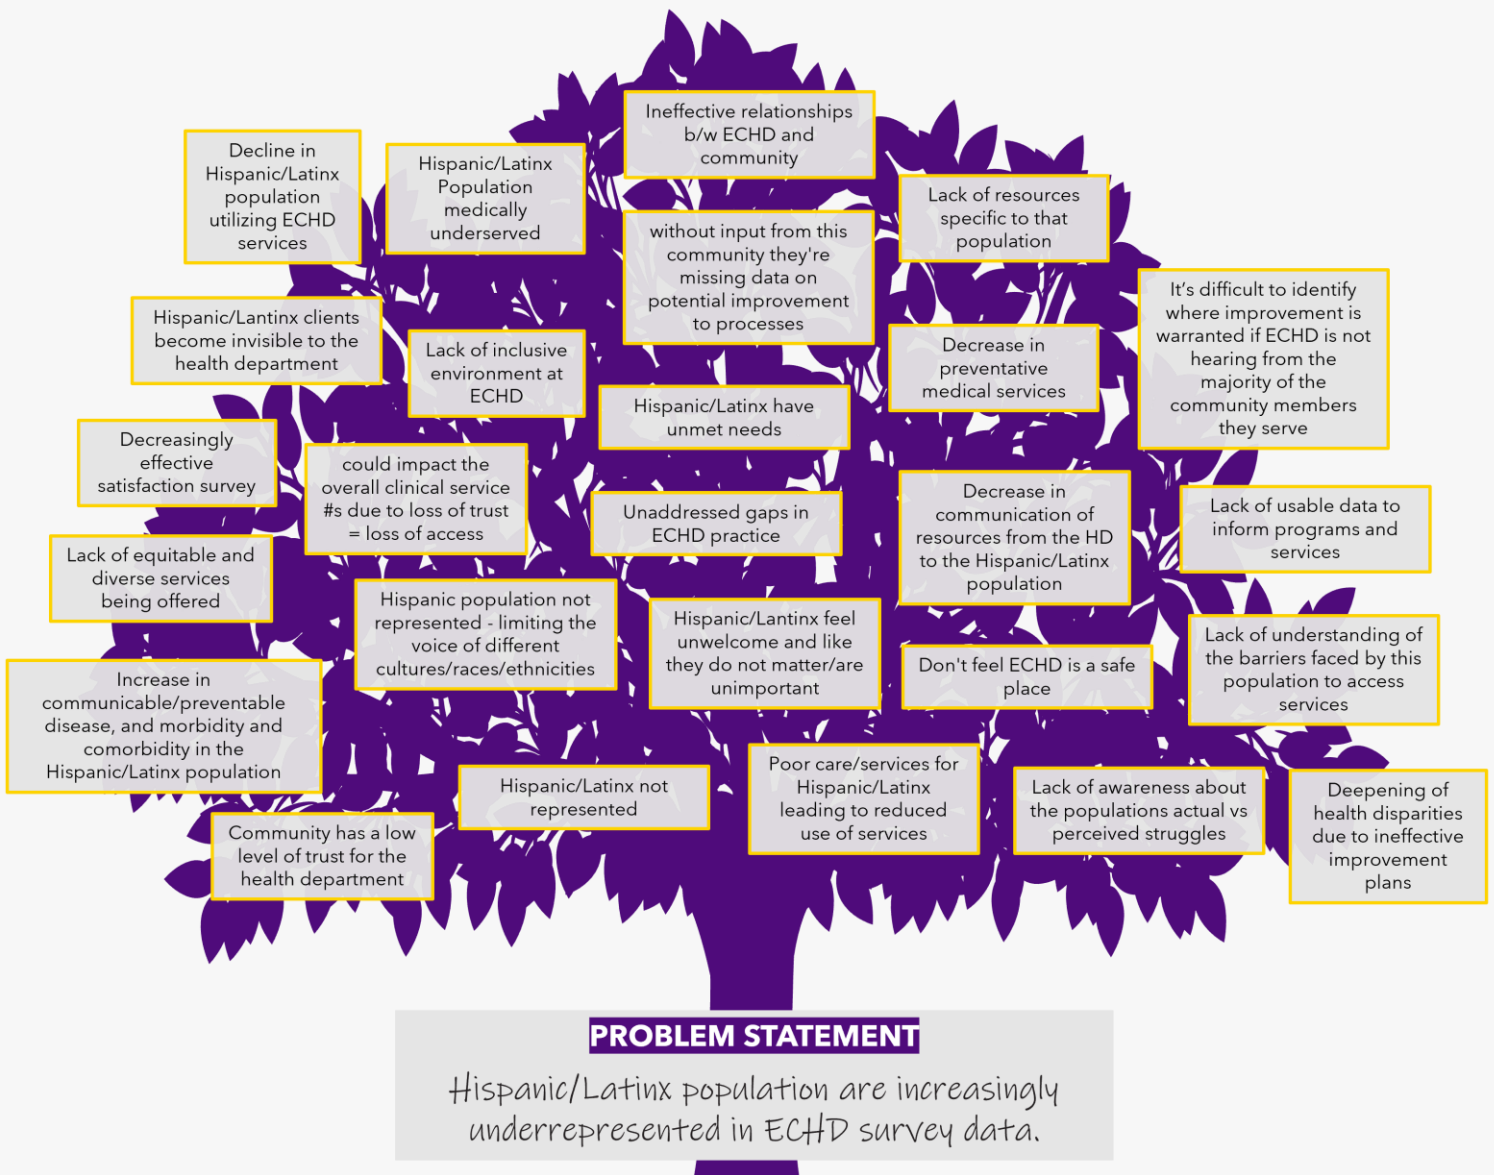 Ineffective relationships
b/w ECHD and
community
Decline in
Hispanic/Latinx
population
utilizing ECHD
services
Hispanic/Latinx
Population
medically
underserved
Lack of resources
specific to that
population
without input from this
community they're
missing data on
potential improvement
to processes
It's difficult to identify
where improvement is
warranted if ECHD is not
hearing from the
majority of the
community members
they serve
Hispanic/Lantinx clients
become invisible to the
health department
Lack of inclusive
environment at
ECHD
Decrease in
preventative
medical services
Hispanic/Latinx have
unmet needs
Decreasingly
effective
satisfaction survey
could impact the
overall clinical service
#s due to loss of trust
= loss of access
Unaddressed gaps in
ECHD practice
Decrease in
communication of
resources from the HD
to the Hispanic/Latinx
population
Lack of usable data to
inform programs and
services
Lack of equitable and
diverse services
being offered
Hispanic population not
represented - limiting the
voice of different
cultures/races/ethnicities
Hispanic/Lantinx feel
unwelcome and like
they do not matter/are
unimportant
Don't feel ECHD is a safe
place
Lack of understanding of
the barriers faced by this
population to access
services
Increase in
communicable/preventable
disease, and morbidity and
comorbidity in the
Hispanic/Latinx population
Hispanic/Latinx not
represented
Poor care/services for
Hispanic/Latinx
leading to reduced
use of services
Lack of awareness about
the populations actual vs
perceived struggles
Deepening of
health disparities
due to ineffective
improvement
plans
Community has a low
level of trust for the
health department
PROBLEM STATEMENT
Hispanic/Latinx population are increasingly
underrepresented in ECHD survey data.